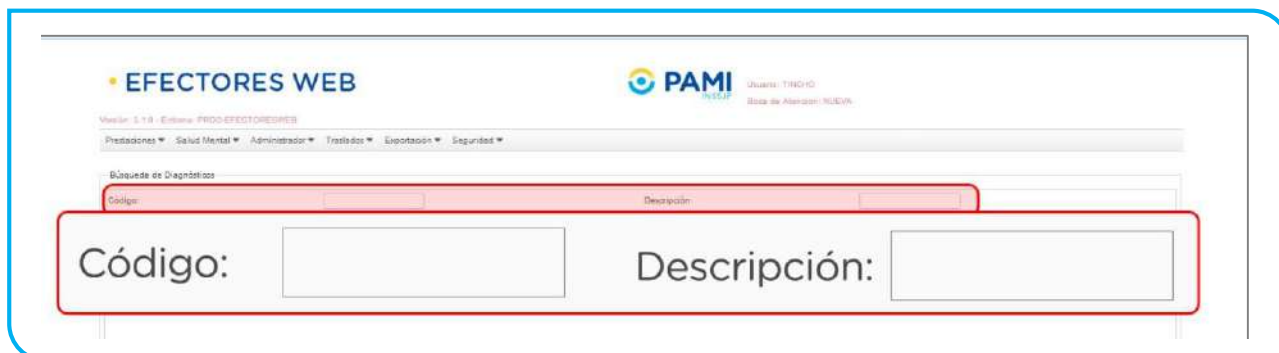 • EFECTORES WEB
PAMI
INSSJP
Usuario: TINCHO
Boca de Atención: NUEVA
Prestaciones ▼ Salud Mental ▼ Administrador ▼ Traslados ▼ Exportación ▼ Seguridad ▼
Búsqueda de Diagnósticos
Código: Descripción:
Código: Descripción: